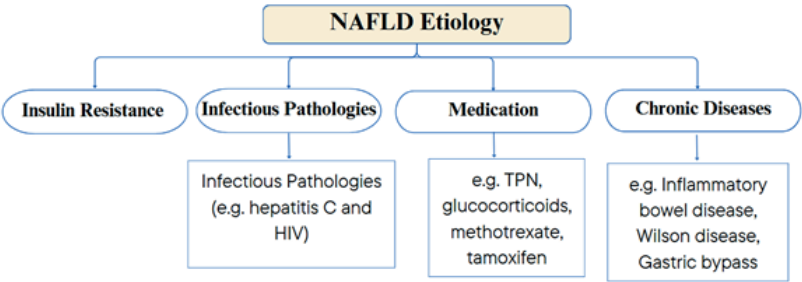 NAFLD Etiology
Insulin Resistance
Infectious Pathologies
Medication
Chronic Diseases
Infectious Pathologies
(e.g. hepatitis C and
HIV)
e.g. TPN,
glucocorticoids,
methotrexate,
tamoxifen
e.g. Inflammatory
bowel disease,
Wilson disease,
Gastric bypass